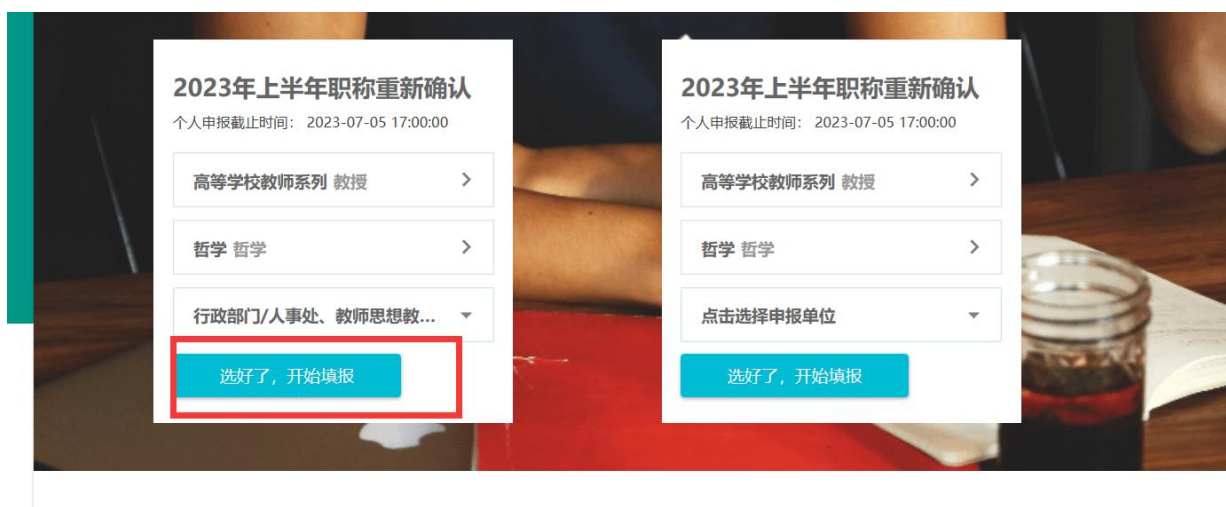 2023年上半年职称重新确认
个人申报截止时间： 2023-07-05 17:00:00
高等学校教师系列 教授
哲学 哲学
行政部门/人事处、教师思想教...
选好了，开始填报
2023年上半年职称重新确认
个人申报截止时间： 2023-07-05 17:00:00
高等学校教师系列 教授
哲学 哲学
点击选择申报单位
选好了，开始填报